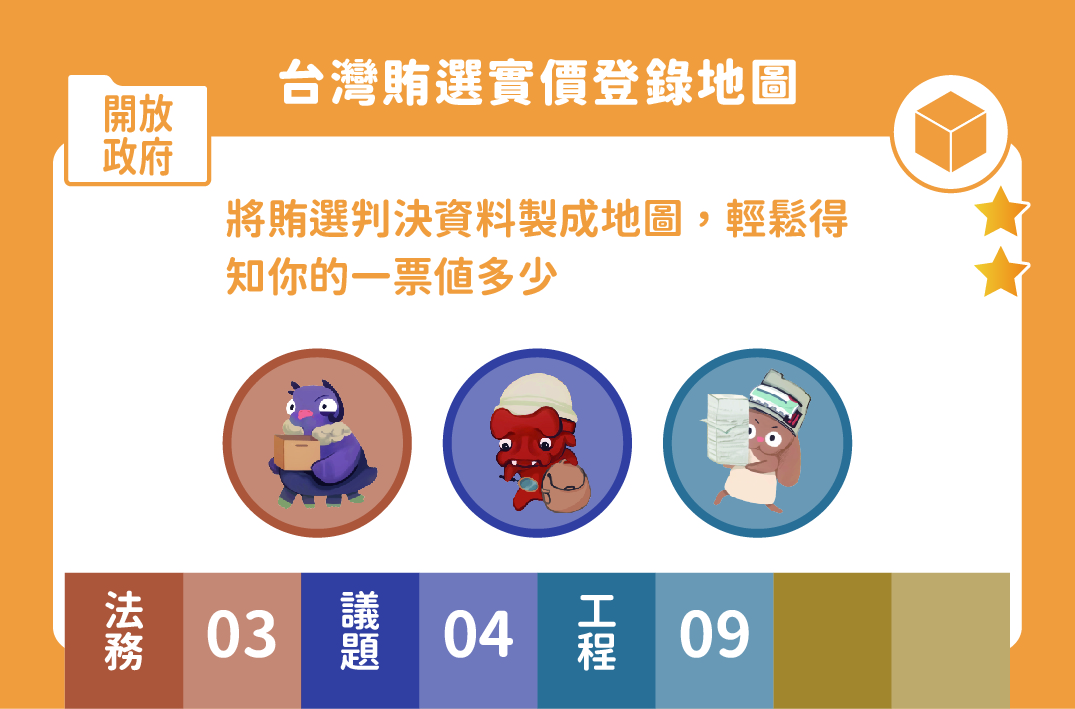 台灣賄選實價登錄地圖
開放
政府
將賄選判決資料製成地圖，輕鬆得
知你的一票值多少
法務
03
議題
04
工程
09